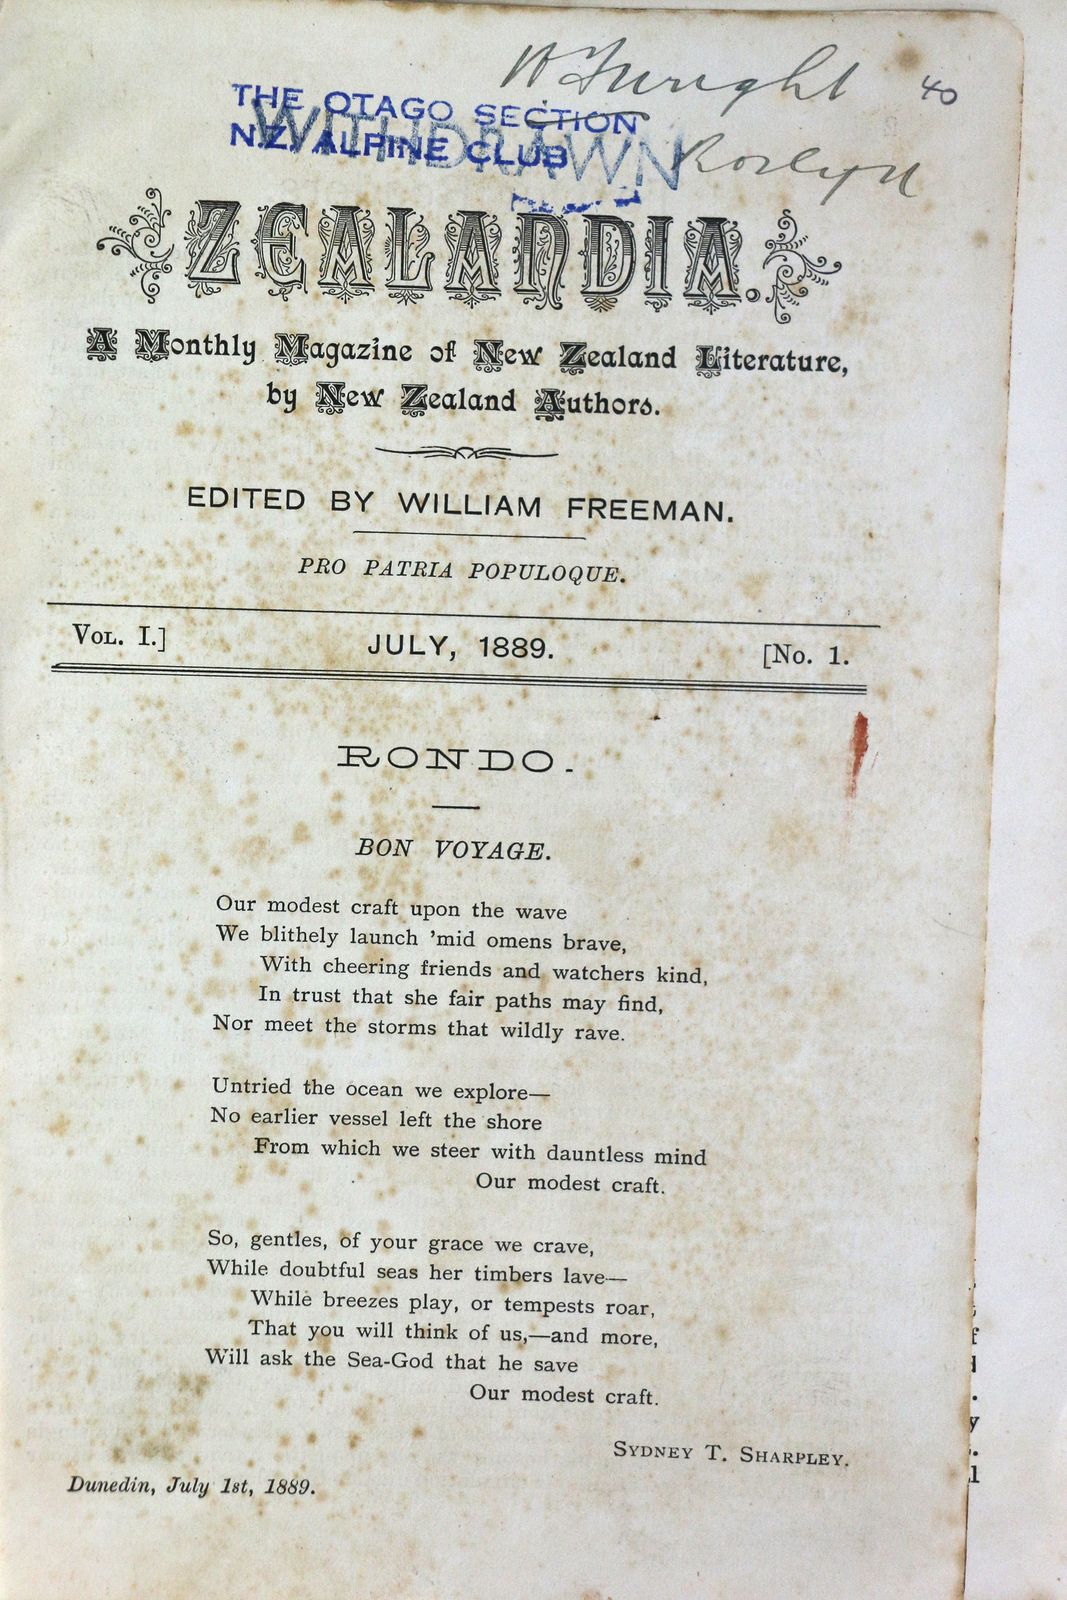 W Twright 40
THE OTAGO SECTION
N.Z. ALPINE CLUB
WITHDRAWN
Roslyn
ZEALANDIA.
A Monthly Magazine of New Zealand Literature,
by New Zealand Authors.
EDITED BY WILLIAM FREEMAN.
PRO PATRIA POPULOQUE.
VOL. I.] JULY, 1889. [No. 1.
RONDO.
BON VOYAGE.
Our modest craft upon the wave
We blithely launch ’mid omens brave,
With cheering friends and watchers kind,
In trust that she fair paths may find,
Nor meet the storms that wildly rave.
Untried the ocean we explore—
No earlier vessel left the shore
From which we steer with dauntless mind
Our modest craft.
So, gentles, of your grace we crave,
While doubtful seas her timbers lave—
While breezes play, or tempests roar,
That you will think of us,—and more,
Will ask the Sea-God that he save
Our modest craft.
SYDNEY T. SHARPLEY.
Dunedin, July 1st, 1889.